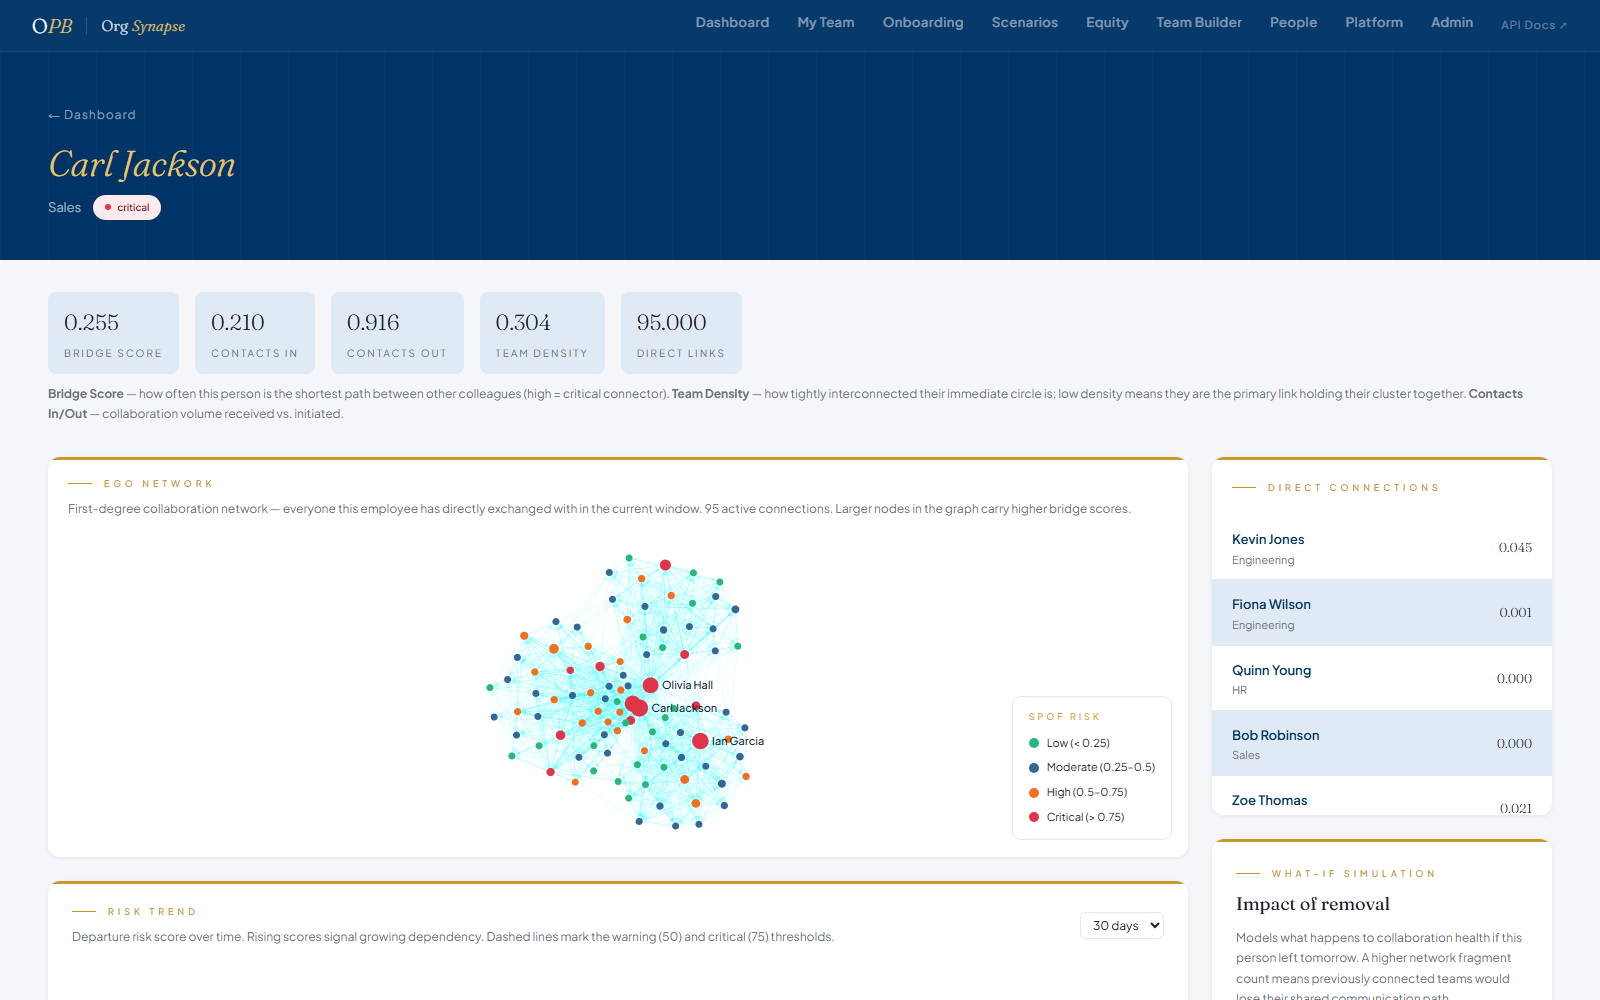 OPB
Org Synapse
Dashboard
My Team
Onboarding
Scenarios
Equity
Team Builder
People
Platform
Admin
API Docs ↗
← Dashboard
Carl Jackson
Sales
critical
0.255
BRIDGE SCORE
0.210
CONTACTS IN
0.916
CONTACTS OUT
0.304
TEAM DENSITY
95.000
DIRECT LINKS
Bridge Score — how often this person is the shortest path between other colleagues (high = critical connector). Team Density — how tightly interconnected their immediate circle is; low density means they are the primary link holding their cluster together. Contacts
In/Out — collaboration volume received vs. initiated.
EGO NETWORK
First-degree collaboration network — everyone this employee has directly exchanged with in the current window. 95 active connections. Larger nodes in the graph carry higher bridge scores.
Olivia Hall
Carl Jackson
Ian Garcia
SPOF RISK
Low (< 0.25)
Moderate (0.25–0.5)
High (0.5–0.75)
Critical (> 0.75)
DIRECT CONNECTIONS
Kevin Jones
Engineering
0.045
Fiona Wilson
Engineering
0.001
Quinn Young
HR
0.000
Bob Robinson
Sales
0.000
Zoe Thomas
0.021
RISK TREND
Departure risk score over time. Rising scores signal growing dependency. Dashed lines mark the warning (50) and critical (75) thresholds.
30 days
WHAT-IF SIMULATION
Impact of removal
Models what happens to collaboration health if this
person left tomorrow. A higher network fragment
count means previously connected teams would
lose their shared communication path.